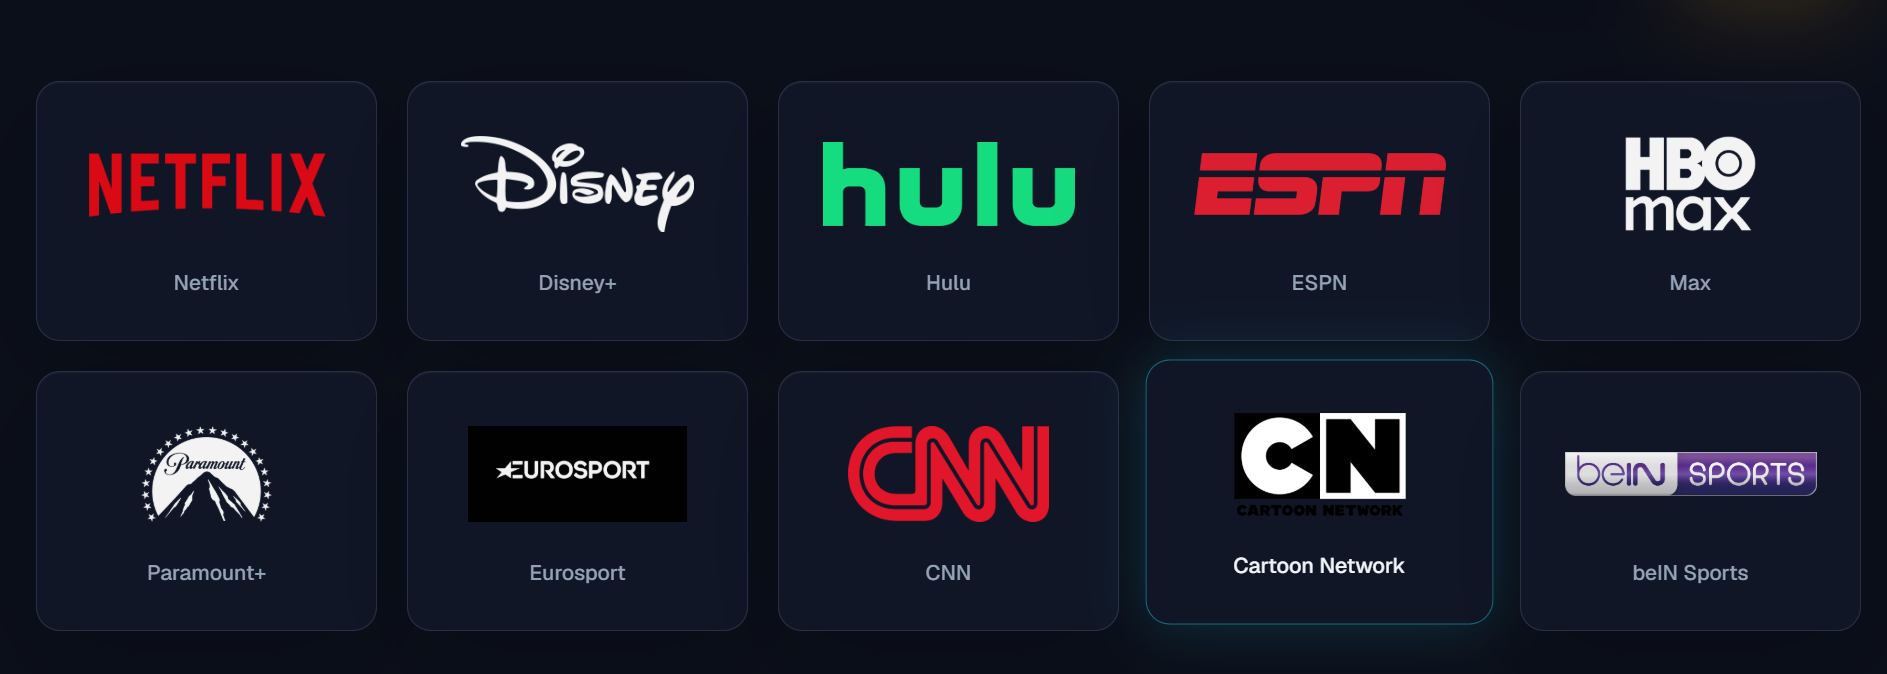 NETFLIX
Netflix
Disney
Disney+
hulu
Hulu
ESPN
ESPN
HBO
max
Max
Paramount
Paramount+
EUROSPORT
Eurosport
CNN
CNN
CN
CARTOON NETWORK
Cartoon Network
beIN SPORTS
beIN Sports